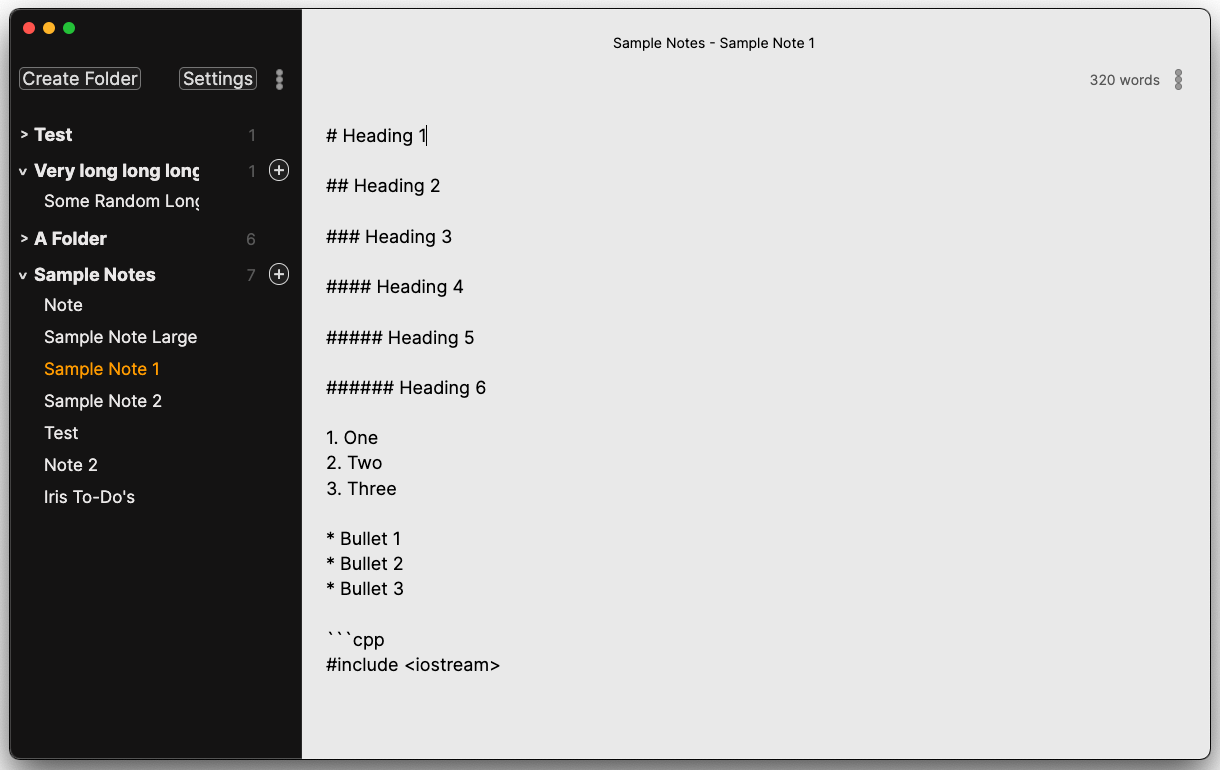 Create Folder
Settings
> Test 1
v Very long long long 1 +
Some Random Long
> A Folder 6
v Sample Notes 7 +
Note
Sample Note Large
Sample Note 1
Sample Note 2
Test
Note 2
Iris To-Do's
Sample Notes - Sample Note 1
320 words
# Heading 1
## Heading 2
### Heading 3
#### Heading 4
##### Heading 5
###### Heading 6
1. One
2. Two
3. Three
* Bullet 1
* Bullet 2
* Bullet 3
```cpp
#include <iostream>